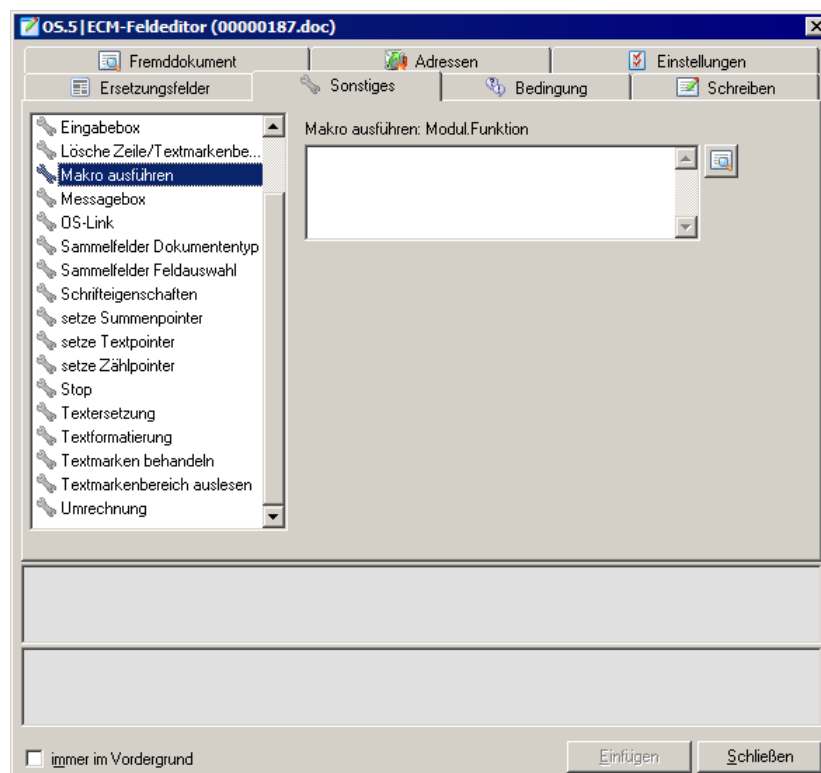 OS.5|ECM-Feldeditor (00000187.doc)
Fremddokument
Adressen
Einstellungen
Ersetzungsfelder
Sonstiges
Bedingung
Schreiben
Eingabebox
Lösche Zeile/Textmarkenbe...
Makro ausführen
Messagebox
OS-Link
Sammelfelder Dokumententyp
Sammelfelder Feldauswahl
Schrifteigenschaften
setze Summenpointer
setze Textpointer
setze Zählpointer
Stop
Textersetzung
Textformatierung
Textmarken behandeln
Textmarkenbereich auslesen
Umrechnung
Makro ausführen: Modul.Funktion
immer im Vordergrund
Einfügen
Schließen